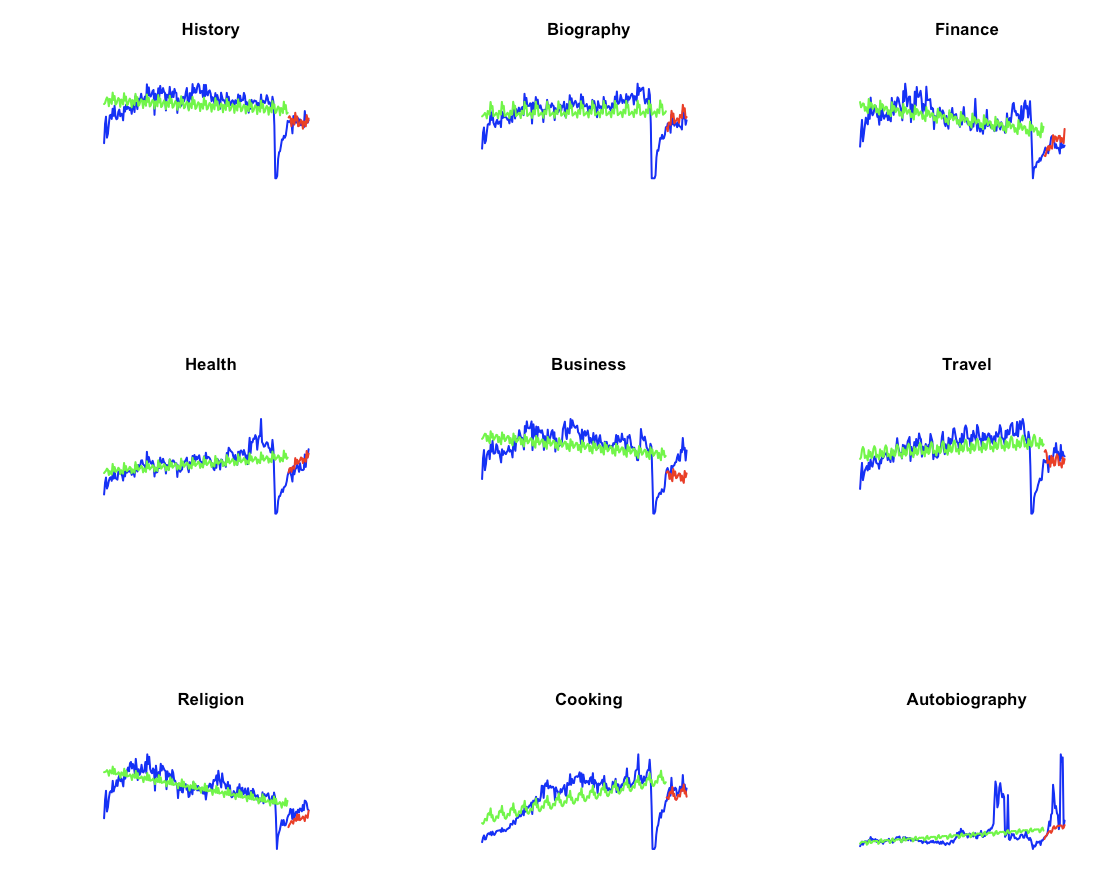 History
Biography
Finance
Health
Business
Travel
Religion
Cooking
Autobiography